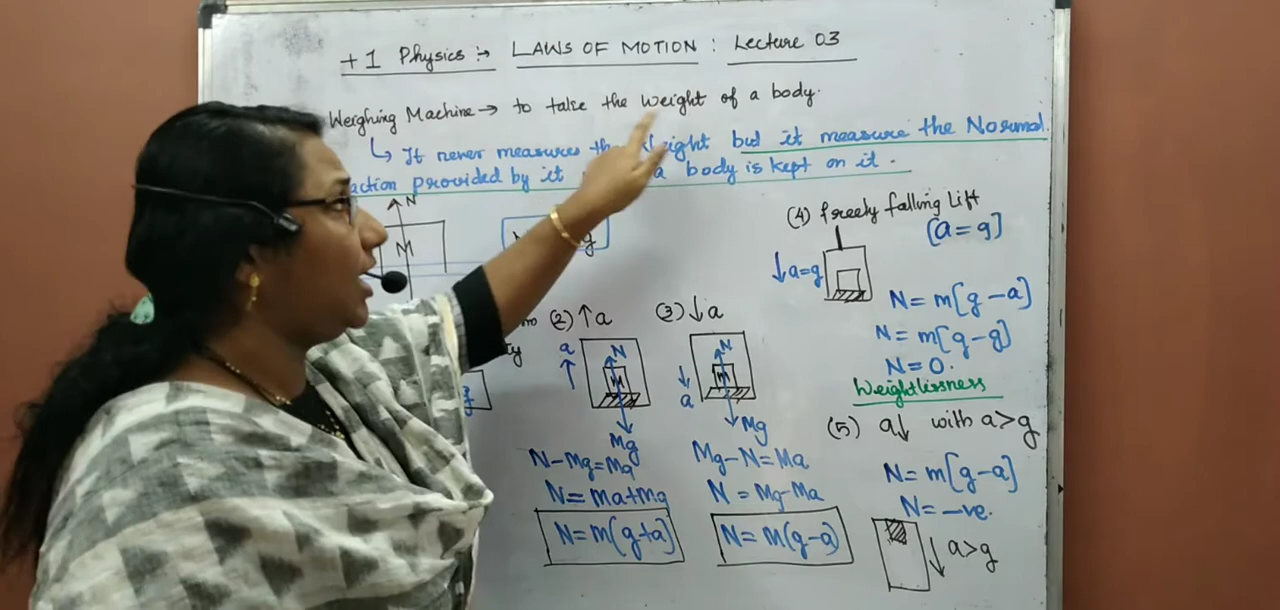 +1 Physics :→ LAWS OF MOTION : Lecture 03
Weighing Machine → to take the weight of a body.
↳ It never measures the but it measure the Normal.
action provided by it a body is kept on it.
N
M
g
(2) ↑a
a ↑
N
M
Mg
N-Mg=Ma
N=ma+mg
N=m(g+a)
(3) ↓a
↓ a
N
M
Mg
Mg-N=Ma
N=Mg-Ma
N=m(g-a)
(4) freely falling Lift
[a=g]
↓a=g
N=m[g-a]
N=m[g-g]
N=0.
Weightlissness
(5) a↓ with a>g
N=m[g-a]
N=-ve.
↓a>g